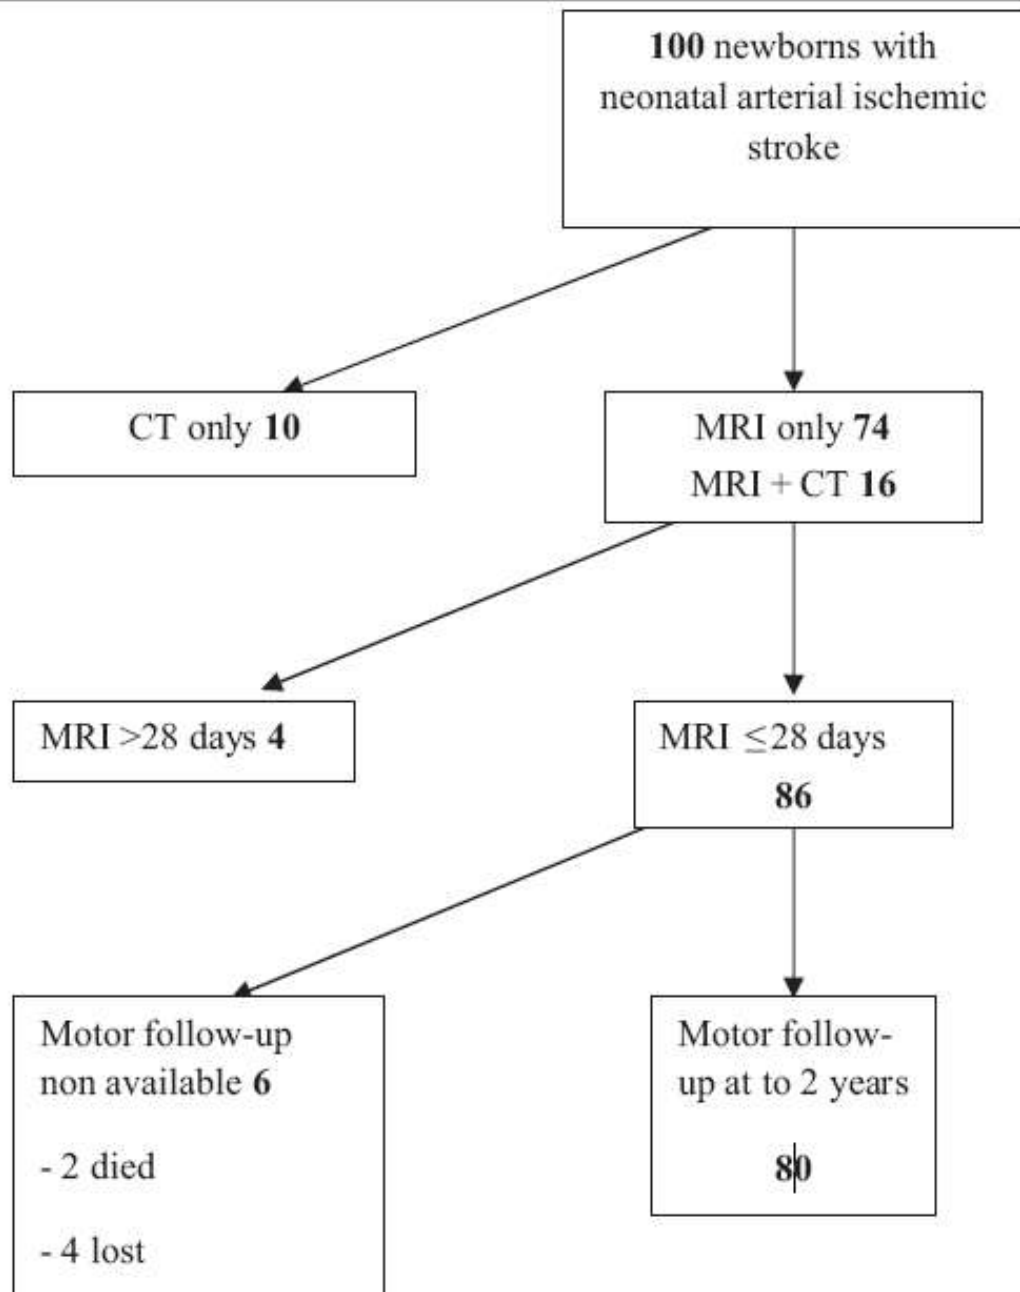 100 newborns with
neonatal arterial ischemic
stroke
CT only 10
MRI only 74
MRI + CT 16
MRI >28 days 4
MRI ≤28 days
86
Motor follow-up
non available 6
- 2 died
- 4 lost
Motor follow-
up at to 2 years
80